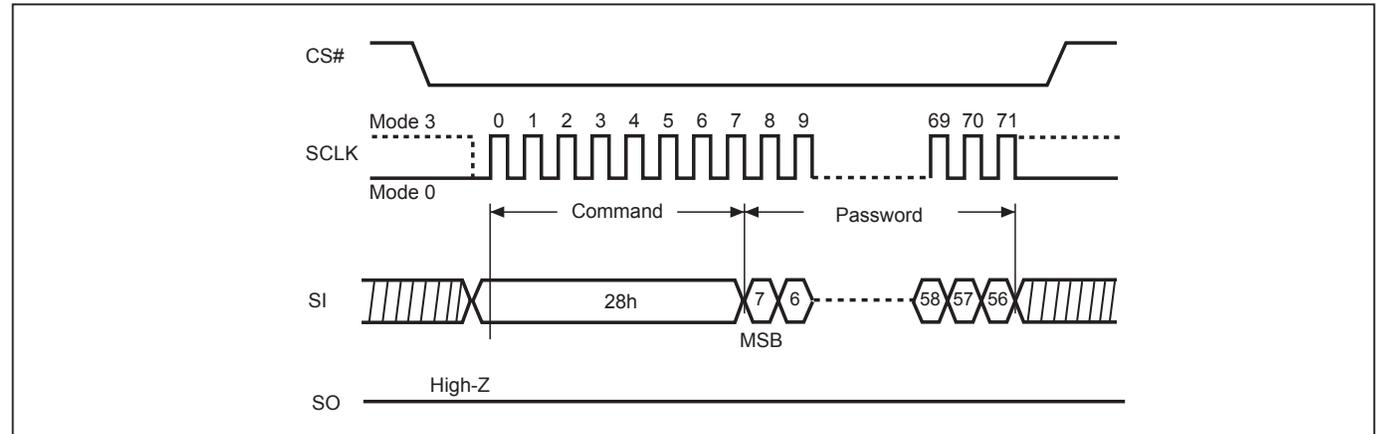 CS#
Mode 3
0 1 2 3 4 5 6 7 8 9 69 70 71
SCLK
Mode 0
Command Password
SI 28h 7 6 58 57 56
MSB
High-Z
SO